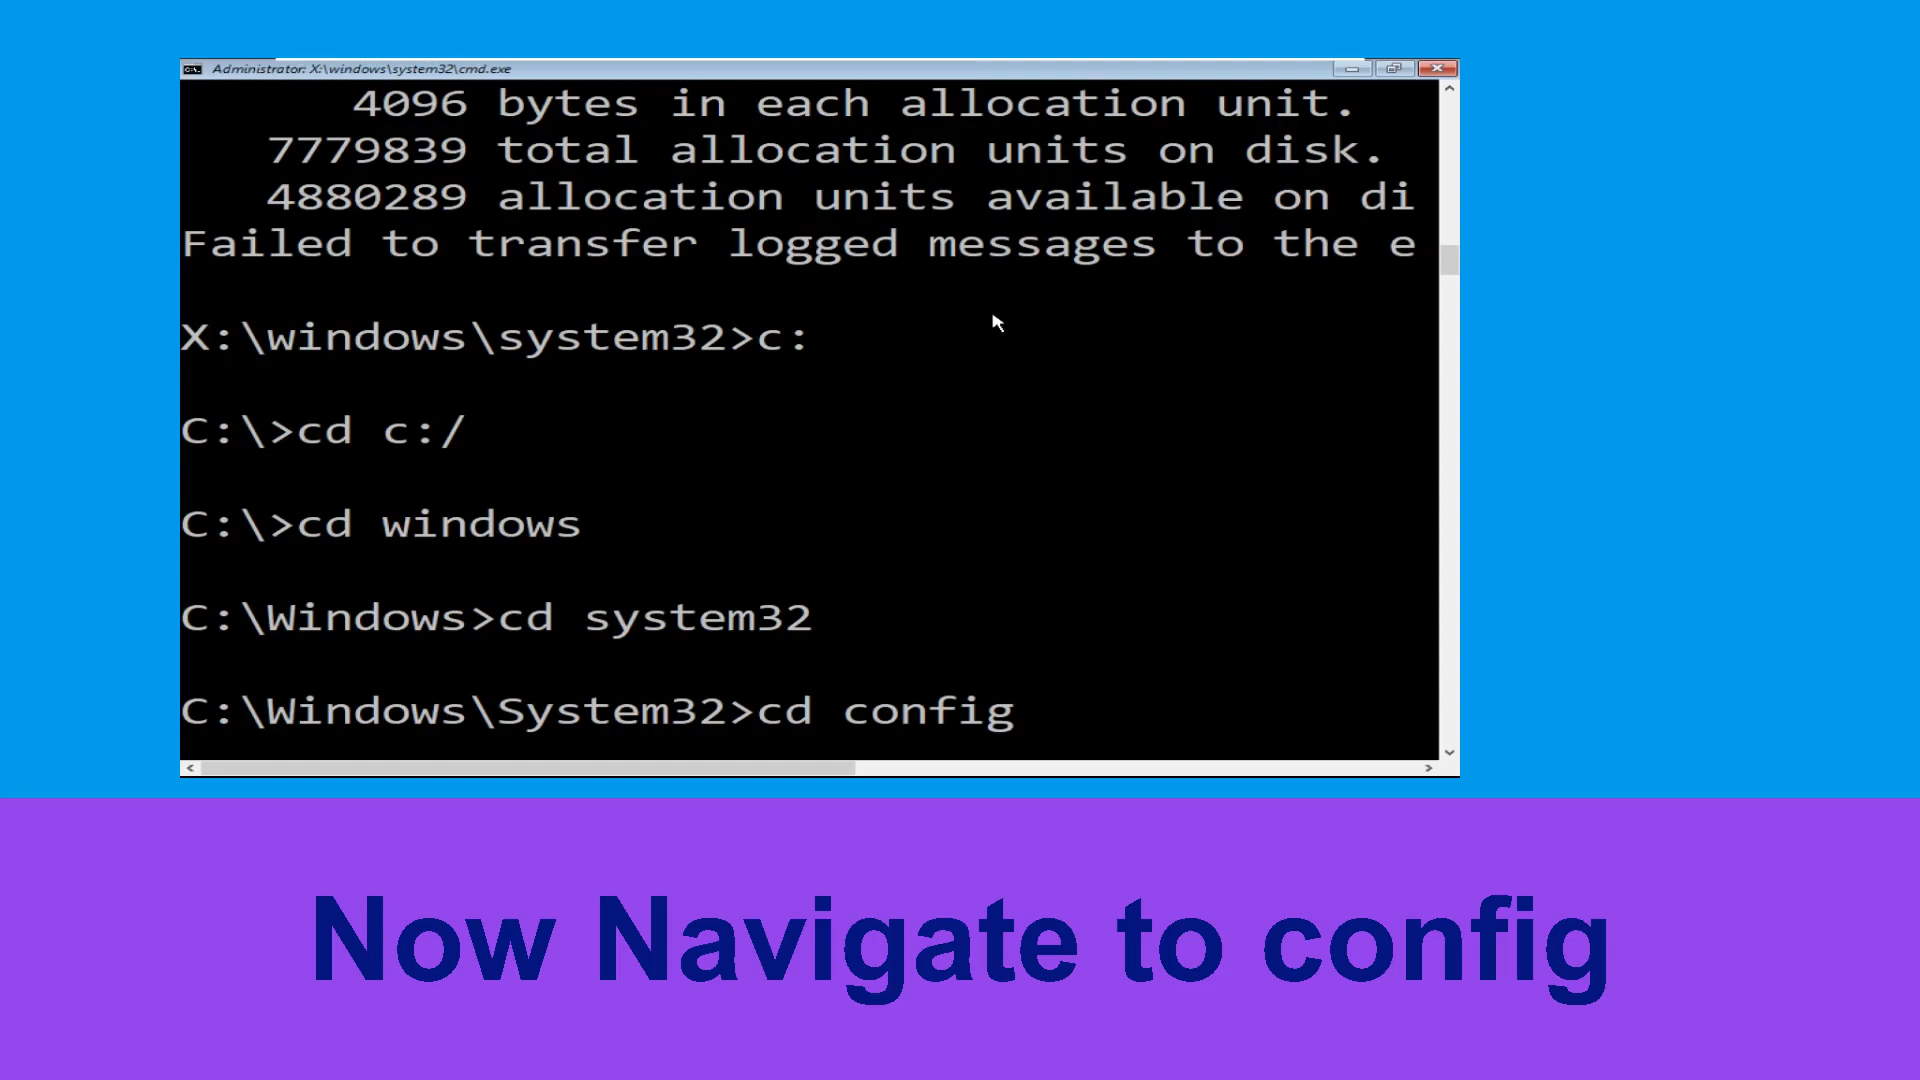 Administrator: X:\windows\system32\cmd.exe
4096 bytes in each allocation unit.
7779839 total allocation units on disk.
4880289 allocation units available on di
Failed to transfer logged messages to the e
X:\windows\system32>c:
C:\>cd c:/
C:\>cd windows
C:\Windows>cd system32
C:\Windows\System32>cd config
Now Navigate to config